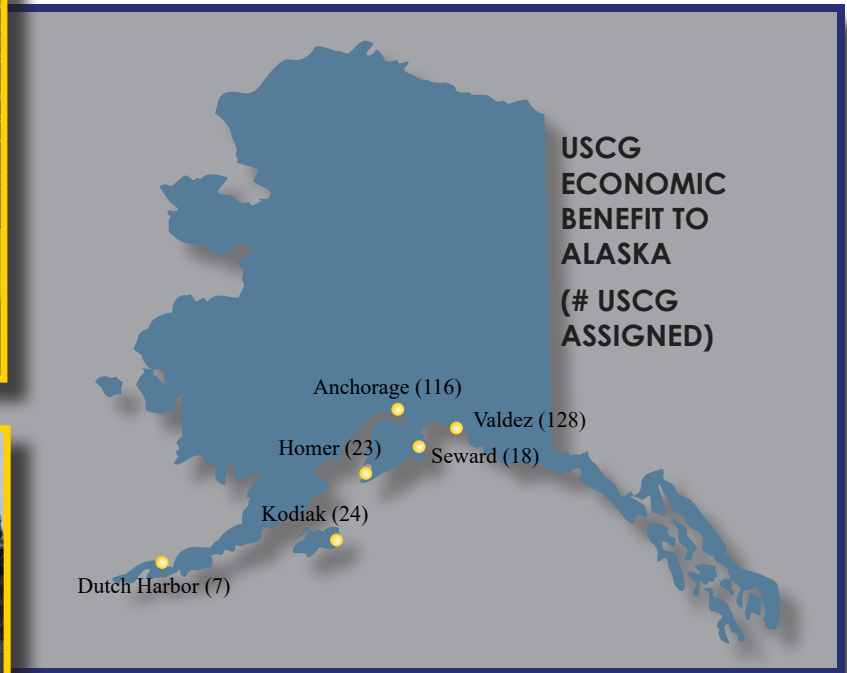 USCG
ECONOMIC
BENEFIT TO
ALASKA
(# USCG
ASSIGNED)
Anchorage (116)
Valdez (128)
Homer (23)
Seward (18)
Kodiak (24)
Dutch Harbor (7)